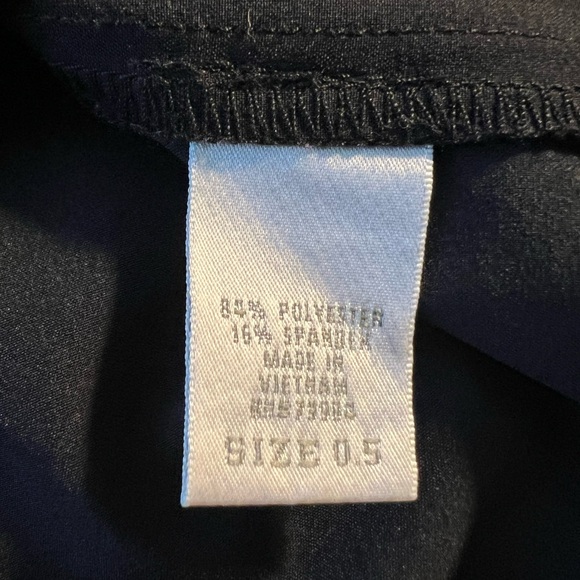 84% POLYESTER
16% SPANDEX
MADE IN
VIETNAM
SIZE 0.5